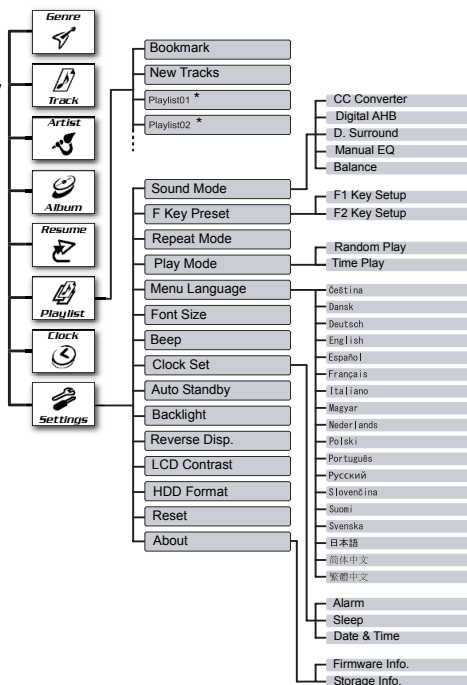 Genre
Track
Artist
Album
Resume
Playlist
Clock
Settings
Bookmark
New Tracks
Playlist01 *
Playlist02 *
Sound Mode
F Key Preset
Repeat Mode
Play Mode
Menu Language
Font Size
Beep
Clock Set
Auto Standby
Backlight
Reverse Disp.
LCD Contrast
HDD Format
Reset
About
CC Converter
Digital AHB
D. Surround
Manual EQ
Balance
F1 Key Setup
F2 Key Setup
Random Play
Time Play
Čeština
Dansk
Deutsch
English
Español
Français
Italiano
Magyar
Nederlands
Polski
Português
Русский
Slovenčina
Suomi
Svenska
日本語
简体中文
繁體中文
Alarm
Sleep
Date & Time
Firmware Info.
Storage Info.